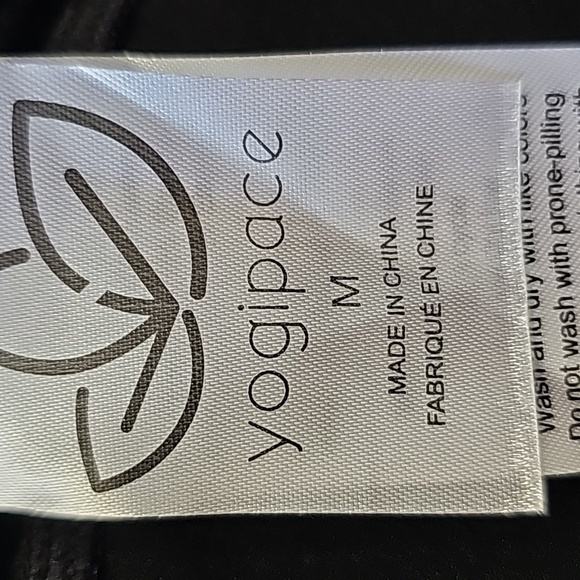 yogipace
M
MADE IN CHINA
FABRIQUÉ EN CHINE
Wash and dry with like colors
Do not wash with prone-pilling